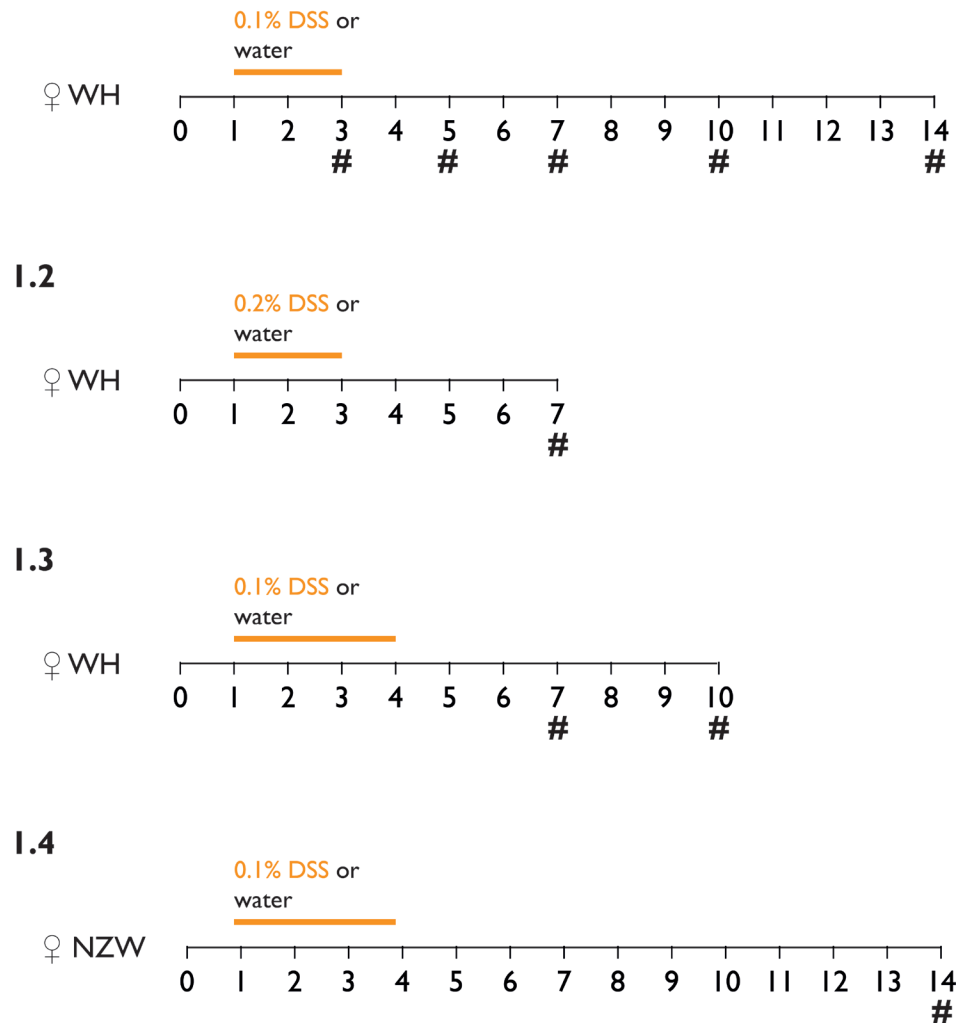 0.1% DSS or
water
♀ WH
0 1 2 3 4 5 6 7 8 9 10 11 12 13 14
# # # # #
1.2
0.2% DSS or
water
♀ WH
0 1 2 3 4 5 6 7
#
1.3
0.1% DSS or
water
♀ WH
0 1 2 3 4 5 6 7 8 9 10
# #
1.4
0.1% DSS or
water
♀ NZW
0 1 2 3 4 5 6 7 8 9 10 11 12 13 14
#